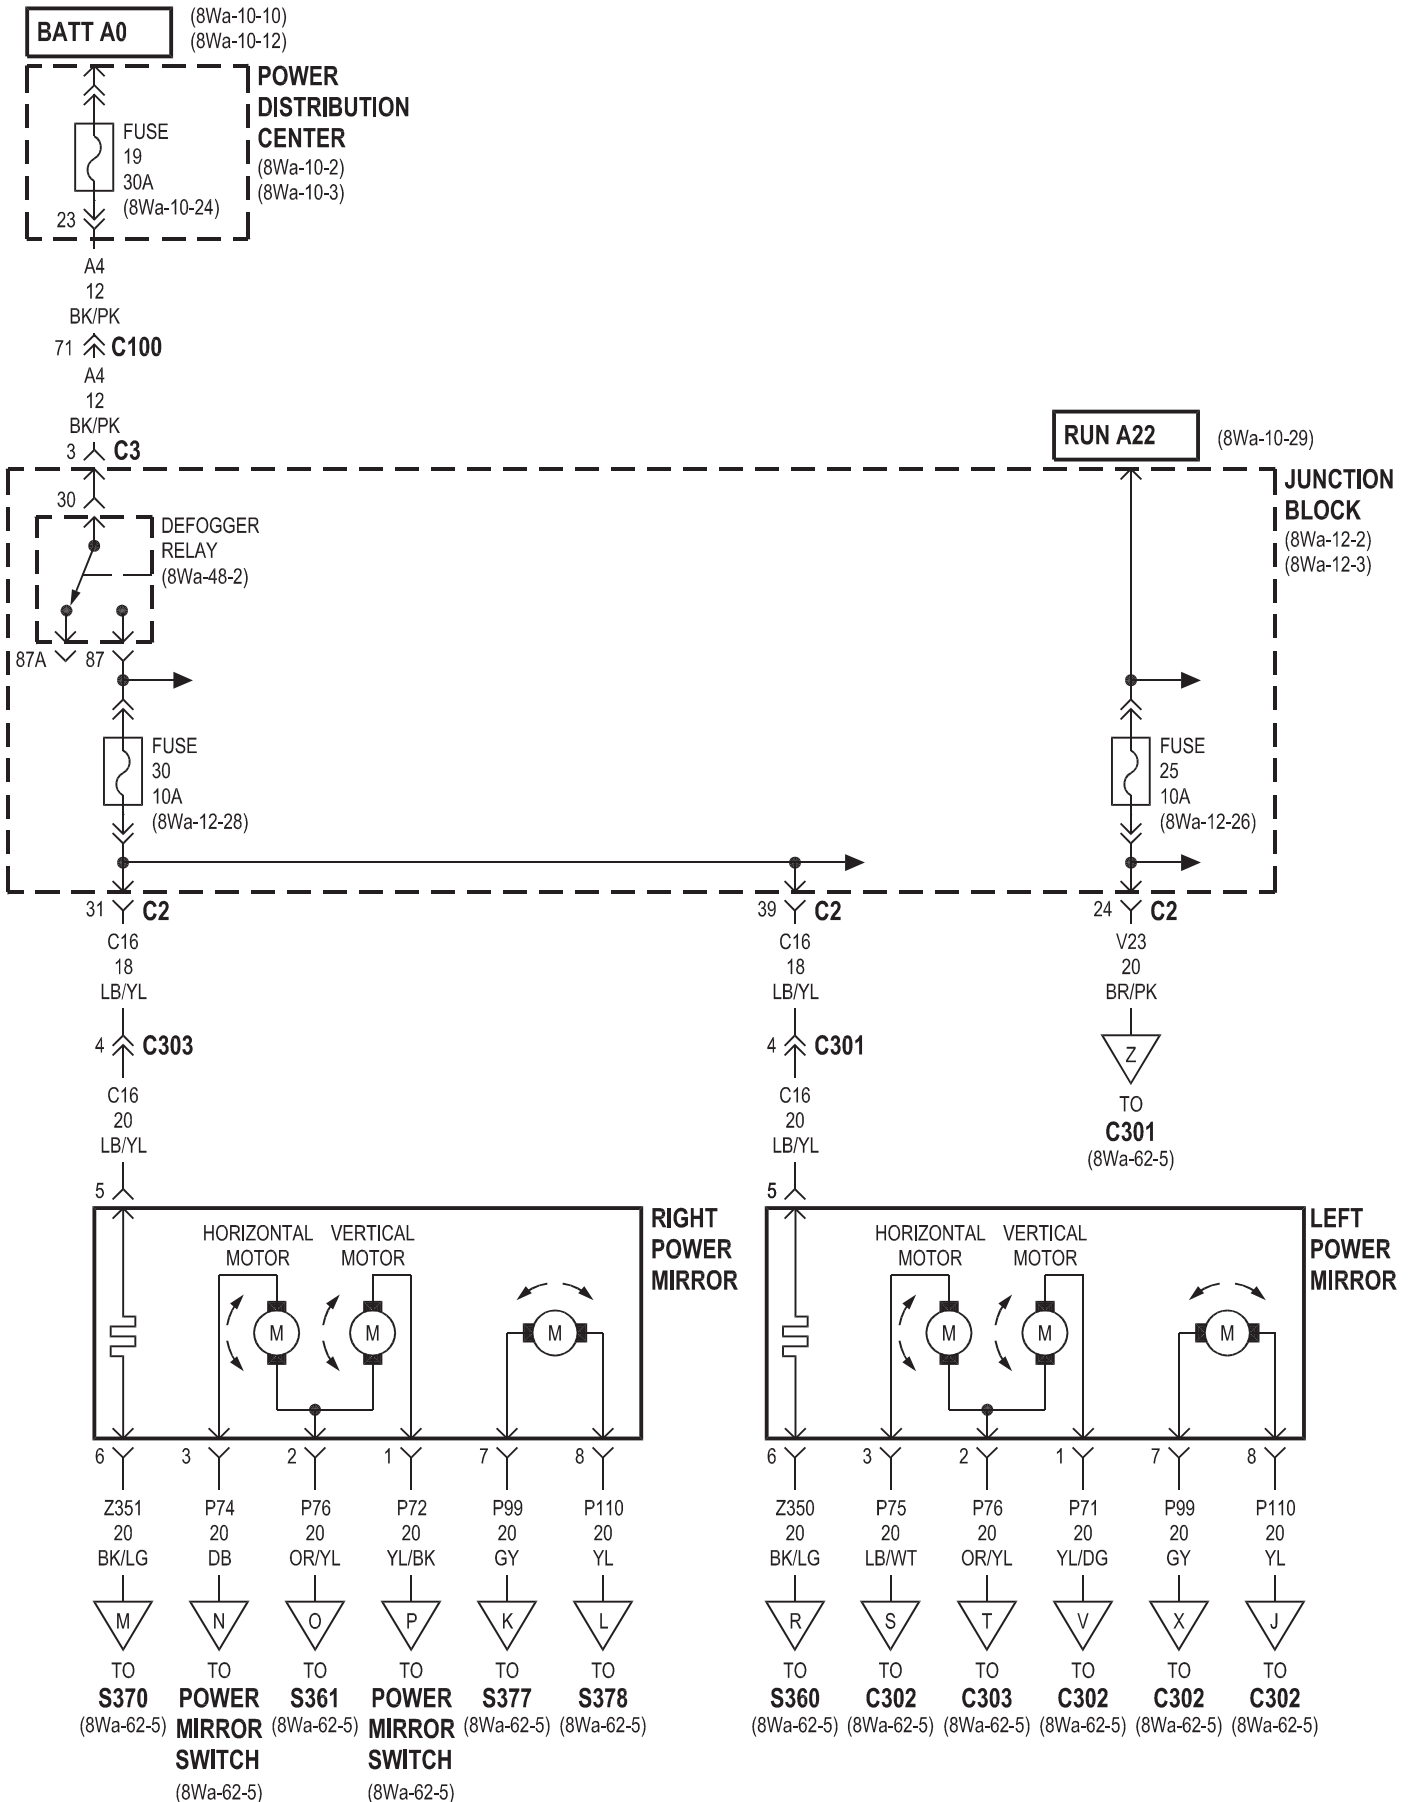 BATT A0
(8Wa-10-10)
(8Wa-10-12)
POWER
DISTRIBUTION
CENTER
(8Wa-10-2)
(8Wa-10-3)
FUSE
19
30A
(8Wa-10-24)
23
A4
12
BK/PK
71
C100
A4
12
BK/PK
3
C3
RUN A22
(8Wa-10-29)
JUNCTION
BLOCK
(8Wa-12-2)
(8Wa-12-3)
30
DEFOGGER
RELAY
(8Wa-48-2)
87A
87
FUSE
30
10A
(8Wa-12-28)
FUSE
25
10A
(8Wa-12-26)
31
C2
39
C2
24
C2
C16
18
LB/YL
C16
18
LB/YL
V23
20
BR/PK
4
C303
4
C301
Z
TO
C301
(8Wa-62-5)
C16
20
LB/YL
C16
20
LB/YL
5
5
RIGHT
POWER
MIRROR
HORIZONTAL
MOTOR
VERTICAL
MOTOR
M
M
M
LEFT
POWER
MIRROR
HORIZONTAL
MOTOR
VERTICAL
MOTOR
M
M
M
6
3
2
1
7
8
6
3
2
1
7
8
Z351
20
BK/LG
M
TO
S370
(8Wa-62-5)
P74
20
DB
N
TO
POWER
MIRROR
SWITCH
(8Wa-62-5)
P76
20
OR/YL
O
TO
S361
(8Wa-62-5)
P72
20
YL/BK
P
TO
POWER
MIRROR
SWITCH
(8Wa-62-5)
P99
20
GY
K
TO
S377
(8Wa-62-5)
P110
20
YL
L
TO
S378
(8Wa-62-5)
Z350
20
BK/LG
R
TO
S360
(8Wa-62-5)
P75
20
LB/WT
S
TO
C302
(8Wa-62-5)
P76
20
OR/YL
T
TO
C303
(8Wa-62-5)
P71
20
YL/DG
V
TO
C302
(8Wa-62-5)
P99
20
GY
X
TO
C302
(8Wa-62-5)
P110
20
YL
J
TO
C302
(8Wa-62-5)